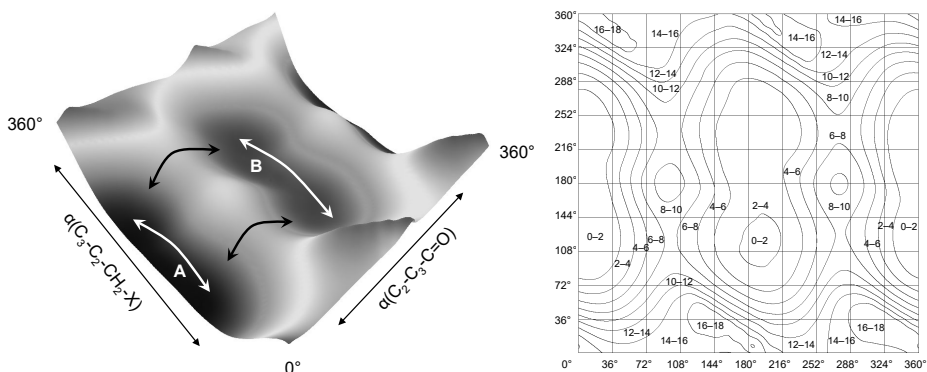 360°
α(C₃-C₂-CH₂-X)
A
B
0°
α(C₂-C₃-C=O)
360°
360° 16–18 14–16 14–16 14–16
324° 12–14 12–14
288° 10–12 10–12
252° 8–10
216° 6–8
180° 4–6
144° 8–10 4–6 2–4 8–10
108° 0–2 4–6 6–8 6–8 0–2 4–6 2–4 0–2
72° 2–4 10–12
36° 12–14 16–18 16–18
14–16 12–14 14–16
0° 36° 72° 108° 144° 180° 216° 252° 288° 324° 360°